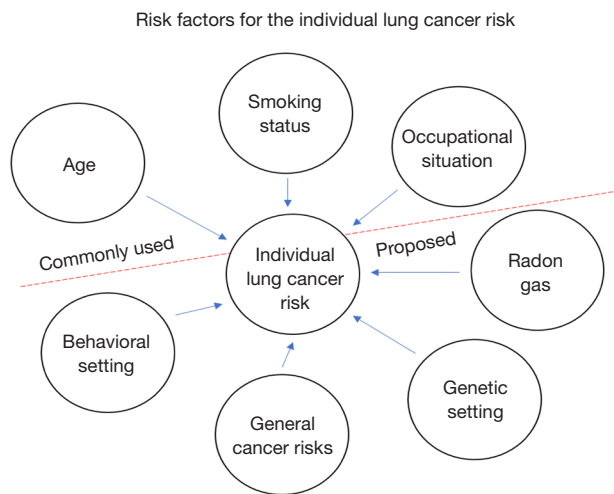 Risk factors for the individual lung cancer risk
Smoking
status
Occupational
situation
Age
Commonly used
Proposed
Individual
lung cancer
risk
Radon
gas
Behavioral
setting
Genetic
setting
General
cancer risks